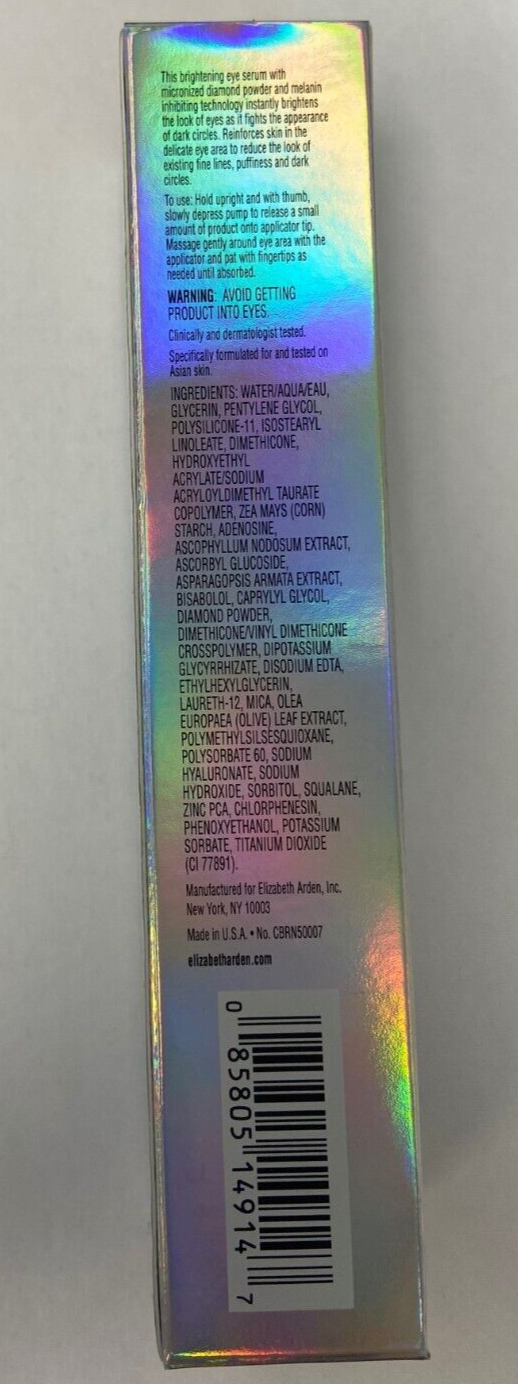 This brightening eye serum with
micronized diamond powder and melanin
inhibiting technology instantly brightens
the look of eyes as it fights the appearance
of dark circles. Reinforces skin in the
delicate eye area to reduce the look of
existing fine lines, puffiness and dark
circles.
To use: Hold upright and with thumb,
slowly depress pump to release a small
amount of product onto applicator tip.
Massage gently around eye area with the
applicator and pat with fingertips as
needed until absorbed.
WARNING: AVOID GETTING
PRODUCT INTO EYES.
Clinically and dermatologist tested.
Specifically formulated for and tested on
Asian skin.
INGREDIENTS: WATER/AQUA/EAU,
GLYCERIN, PENTYLENE GLYCOL,
POLYSILICONE-11, ISOSTEARYL
LINOLEATE, DIMETHICONE,
HYDROXYETHYL
ACRYLATE/SODIUM
ACRYLOYLDIMETHYL TAURATE
COPOLYMER, ZEA MAYS (CORN)
STARCH, ADENOSINE,
ASCOPHYLLUM NODOSUM EXTRACT,
ASCORBYL GLUCOSIDE,
ASPARAGOPSIS ARMATA EXTRACT,
BISABOLOL, CAPRYLYL GLYCOL,
DIAMOND POWDER,
DIMETHICONE/VINYL DIMETHICONE
CROSSPOLYMER, DIPOTASSIUM
GLYCYRRHIZATE, DISODIUM EDTA,
ETHYLHEXYLGLYCERIN,
LAURETH-12, MICA, OLEA
EUROPAEA (OLIVE) LEAF EXTRACT,
POLYMETHYLSILSESQUIOXANE,
POLYSORBATE 60, SODIUM
HYALURONATE, SODIUM
HYDROXIDE, SORBITOL, SQUALANE,
ZINC PCA, CHLORPHENESIN,
PHENOXYETHANOL, POTASSIUM
SORBATE, TITANIUM DIOXIDE
(CI 77891).
Manufactured for Elizabeth Arden, Inc.
New York, NY 10003
Made in U.S.A. • No. CBRN50007
elizabetharden.com
0 85805 14914 7